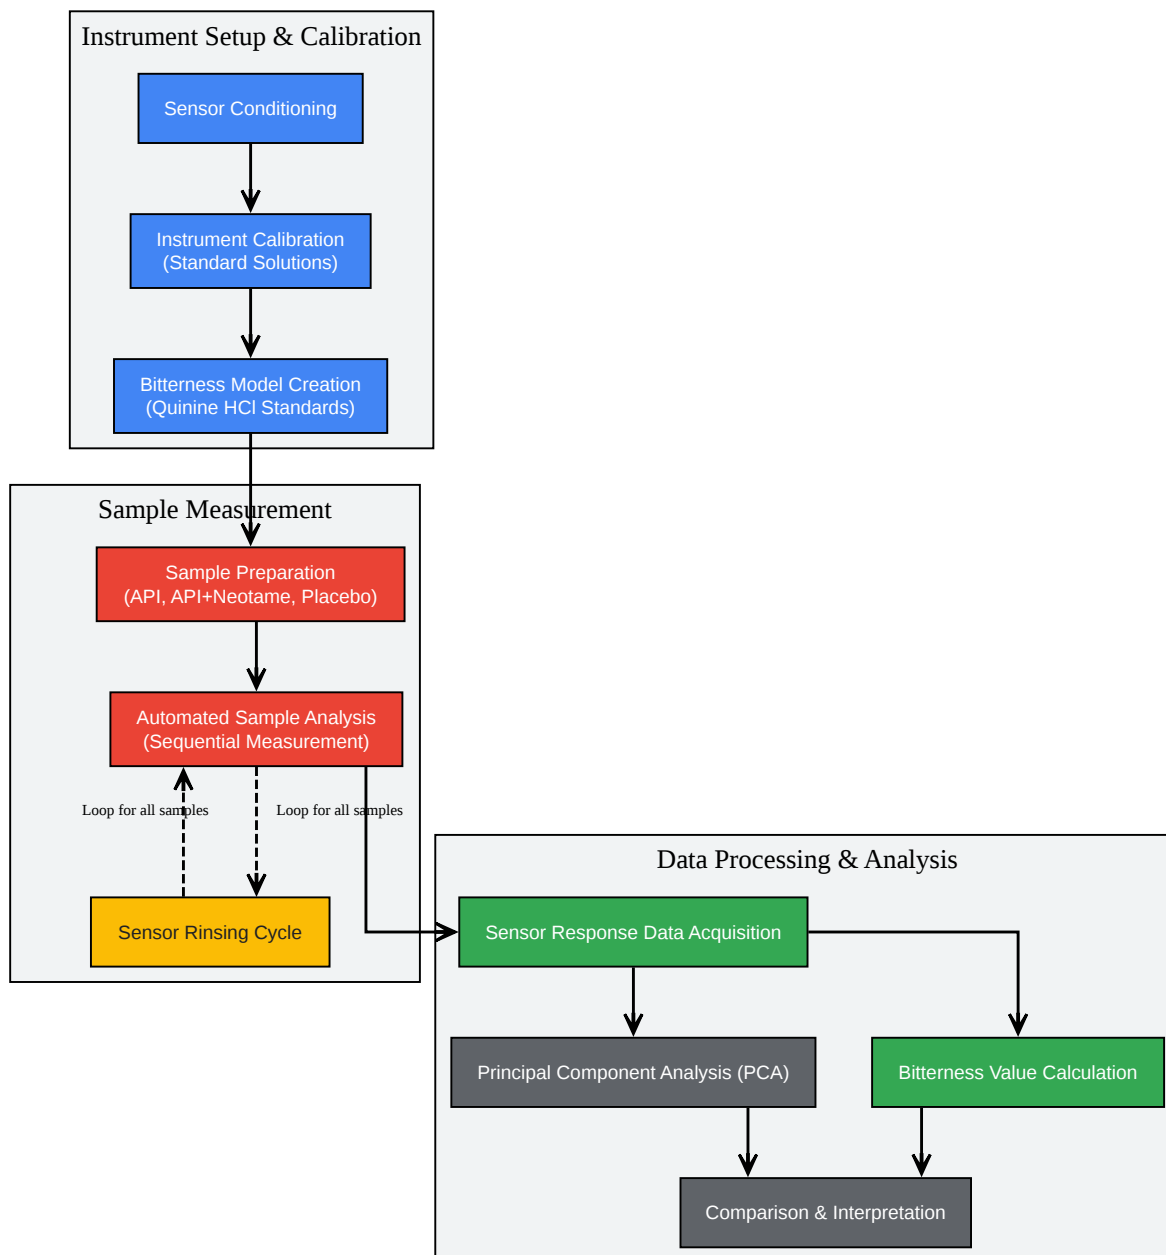 Instrument Setup & Calibration
Sensor Conditioning
Instrument Calibration
(Standard Solutions)
Bitterness Model Creation
(Quinine HCl Standards)
Sample Measurement
Sample Preparation
(API, API+Neotame, Placebo)
Automated Sample Analysis
(Sequential Measurement)
Loop for all samples
Loop for all samples
Sensor Rinsing Cycle
Data Processing & Analysis
Sensor Response Data Acquisition
Principal Component Analysis (PCA)
Bitterness Value Calculation
Comparison & Interpretation